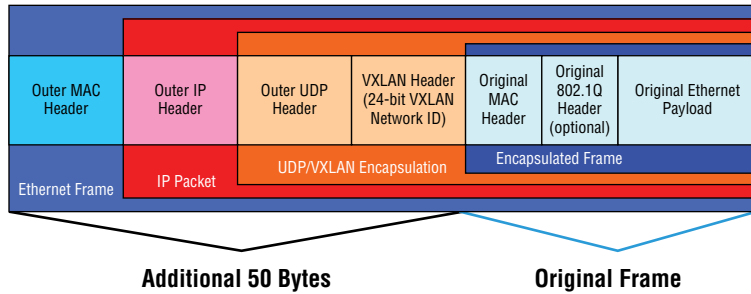 Outer MAC
Header
Outer IP
Header
Outer UDP
Header
VXLAN Header
(24-bit VXLAN
Network ID)
Original
MAC
Header
Original
802.1Q
Header
(optional)
Original Ethernet
Payload
Ethernet Frame
IP Packet
UDP/VXLAN Encapsulation
Encapsulated Frame
Additional 50 Bytes
Original Frame